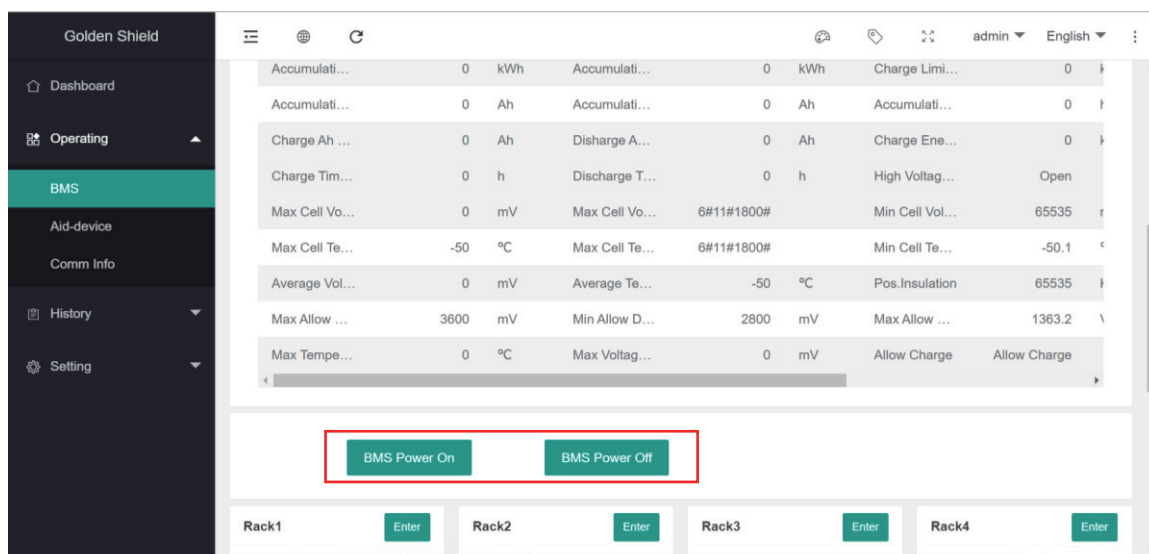 Golden Shield admin English
Dashboard
Operating
BMS
Aid-device
Comm Info
History
Setting
Accumulati... 0 kWh Accumulati... 0 kWh Charge Limi... 0
Accumulati... 0 Ah Accumulati... 0 Ah Accumulati... 0
Charge Ah ... 0 Ah Disharge A... 0 Ah Charge Ene... 0
Charge Tim... 0 h Discharge T... 0 h High Voltag... Open
Max Cell Vo... 0 mV Max Cell Vo... 6#11#1800# Min Cell Vol... 65535
Max Cell Te... -50 °C Max Cell Te... 6#11#1800# Min Cell Te... -50.1
Average Vol... 0 mV Average Te... -50 °C Pos.Insulation 65535
Max Allow ... 3600 mV Min Allow D... 2800 mV Max Allow ... 1363.2
Max Tempe... 0 °C Max Voltag... 0 mV Allow Charge Allow Charge
BMS Power On BMS Power Off
Rack1 Enter Rack2 Enter Rack3 Enter Rack4 Enter